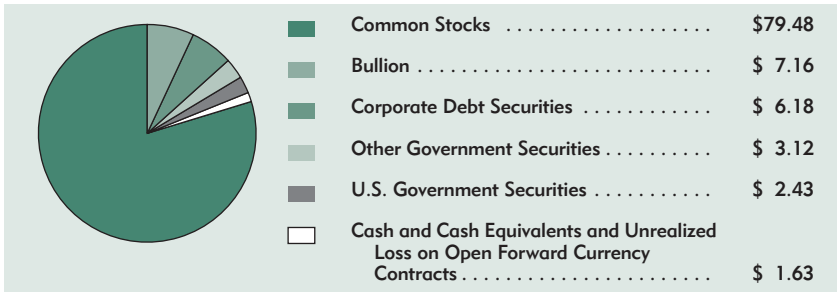 Common Stocks . . . . . . . . . . . . . . . . . . . $79.48
Bullion . . . . . . . . . . . . . . . . . . . . . . . . . . . $ 7.16
Corporate Debt Securities . . . . . . . . . . . . $ 6.18
Other Government Securities . . . . . . . . . . $ 3.12
U.S. Government Securities . . . . . . . . . . . $ 2.43
Cash and Cash Equivalents and Unrealized
Loss on Open Forward Currency
Contracts . . . . . . . . . . . . . . . . . . . . . . . $ 1.63